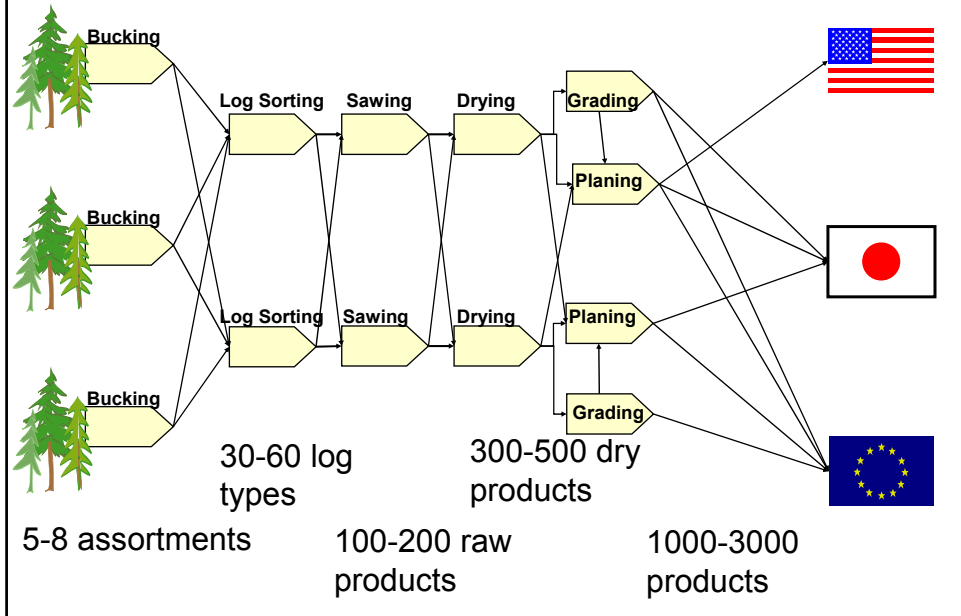 Bucking
Log Sorting
Sawing
Drying
Grading
Planing
Bucking
Log Sorting
Sawing
Drying
Planing
Bucking
Grading
30-60 log
types
300-500 dry
products
5-8 assortments
100-200 raw
products
1000-3000
products